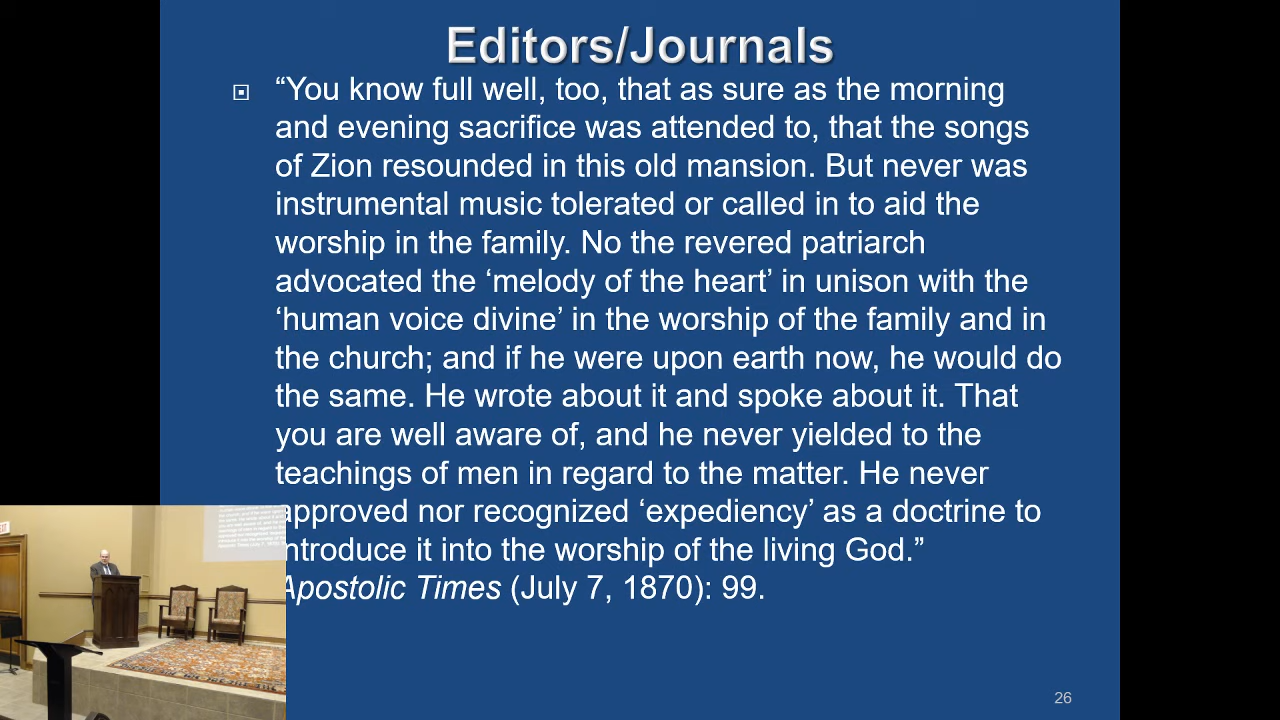 Editors/Journals
“You know full well, too, that as sure as the morning
and evening sacrifice was attended to, that the songs
of Zion resounded in this old mansion. But never was
instrumental music tolerated or called in to aid the
worship in the family. No the revered patriarch
advocated the ‘melody of the heart’ in unison with the
‘human voice divine’ in the worship of the family and in
the church; and if he were upon earth now, he would do
the same. He wrote about it and spoke about it. That
you are well aware of, and he never yielded to the
teachings of men in regard to the matter. He never
approved nor recognized ‘expediency’ as a doctrine to
introduce it into the worship of the living God.”
Apostolic Times (July 7, 1870): 99.
26